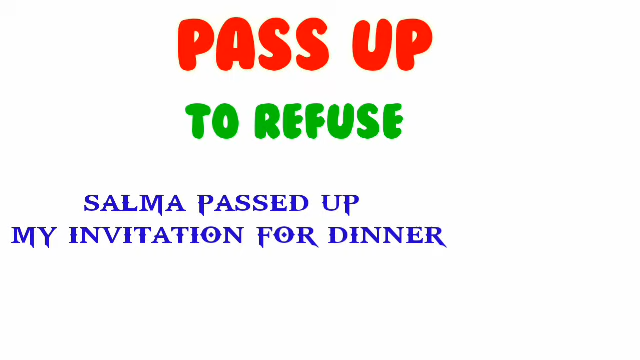 PASS UP
TO REFUSE
SALMA PASSED UP
MY INVITATION FOR DINNER